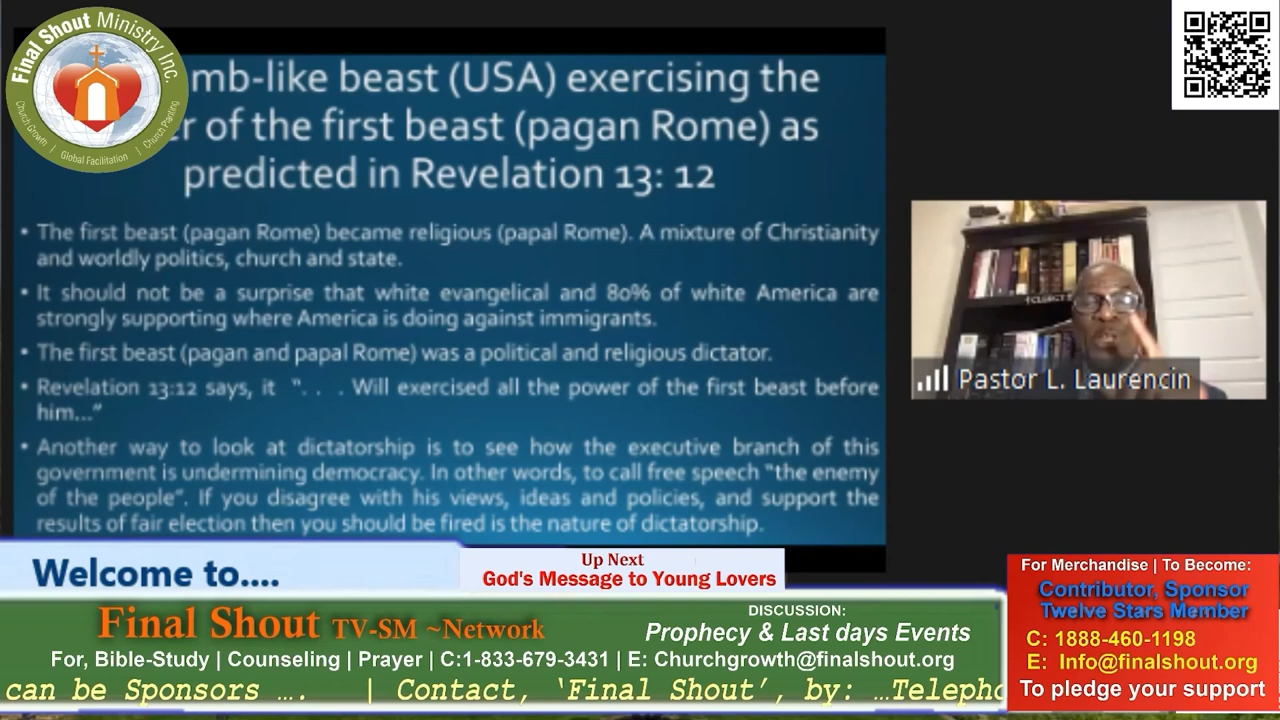 Final Shout Ministry Inc.
Church Growth | Global Facilitation | Church Planting
mb-like beast (USA) exercising the
r of the first beast (pagan Rome) as
predicted in Revelation 13: 12
• The first beast (pagan Rome) became religious (papal Rome). A mixture of Christianity
and worldly politics, church and state.
• It should not be a surprise that white evangelical and 80% of white America are
strongly supporting where America is doing against immigrants.
• The first beast (pagan and papal Rome) was a political and religious dictator.
• Revelation 13:12 says, it ". . . Will exercised all the power of the first beast before
him..."
• Another way to look at dictatorship is to see how the executive branch of this
government is undermining democracy. In other words, to call free speech "the enemy
of the people". If you disagree with his views, ideas and policies, and support the
results of fair election then you should be fired is the nature of dictatorship.
Pastor L. Laurencin
Welcome to....
Up Next
God's Message to Young Lovers
Final Shout TV-SM ~Network
DISCUSSION:
Prophecy & Last days Events
For, Bible-Study | Counseling | Prayer | C:1-833-679-3431 | E: Churchgrowth@finalshout.org
can be Sponsors .... | Contact, 'Final Shout', by: ...Telepho
For Merchandise | To Become:
Contributor, Sponsor
Twelve Stars Member
C: 1888-460-1198
E: Info@finalshout.org
To pledge your support